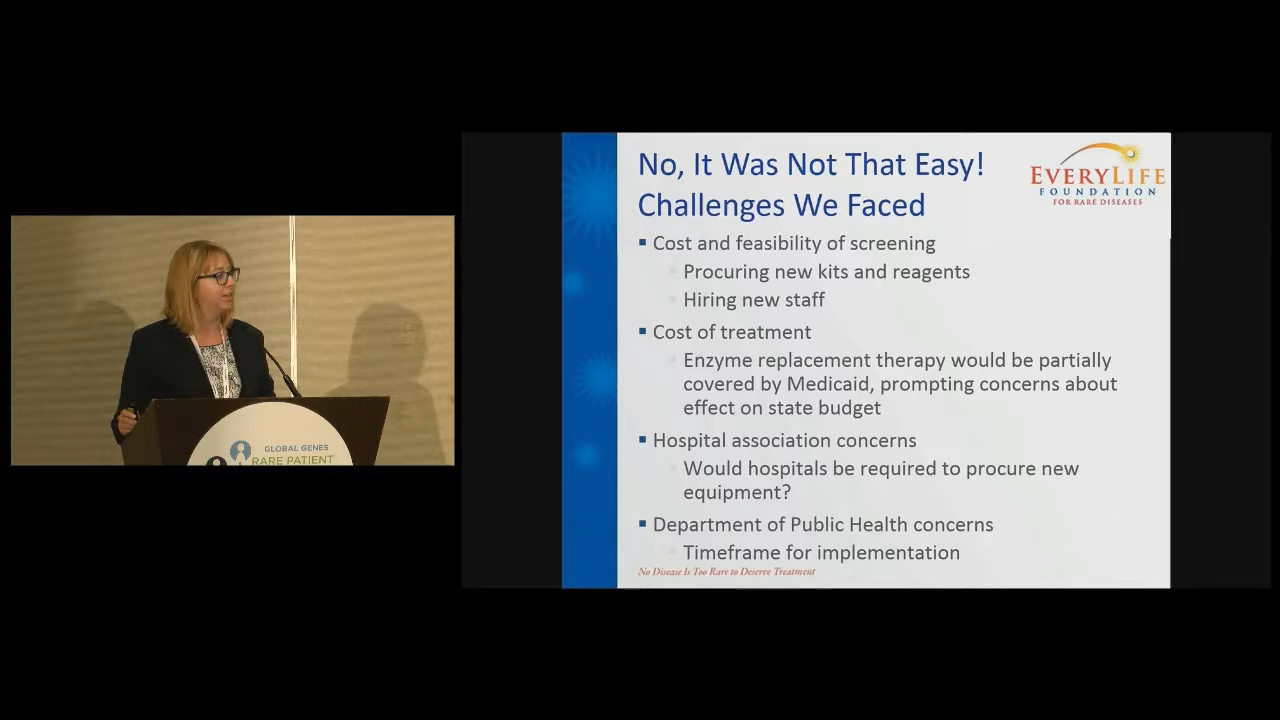 No, It Was Not That Easy!
Challenges We Faced
EVERYLIFE
FOUNDATION
FOR RARE DISEASES
Cost and feasibility of screening
Procuring new kits and reagents
Hiring new staff
Cost of treatment
Enzyme replacement therapy would be partially
covered by Medicaid, prompting concerns about
effect on state budget
Hospital association concerns
Would hospitals be required to procure new
equipment?
Department of Public Health concerns
Timeframe for implementation
No Disease Is Too Rare to Deserve Treatment
GLOBAL GENES
RARE PATIENT